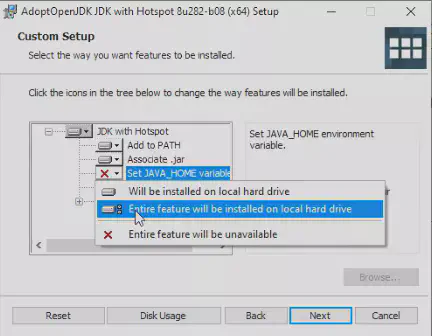 AdoptOpenJDK JDK with Hotspot 8u282-b08 (x64) Setup
Custom Setup
Select the way you want features to be installed.
Click the icons in the tree below to change the way features will be installed.
JDK with Hotspot
Add to PATH
Associate .jar
Set JAVA_HOME variable
Set JAVA_HOME environment
variable.
Will be installed on local hard drive
Entire feature will be installed on local hard drive
Entire feature will be unavailable
Browse...
Reset
Disk Usage
Back
Next
Cancel